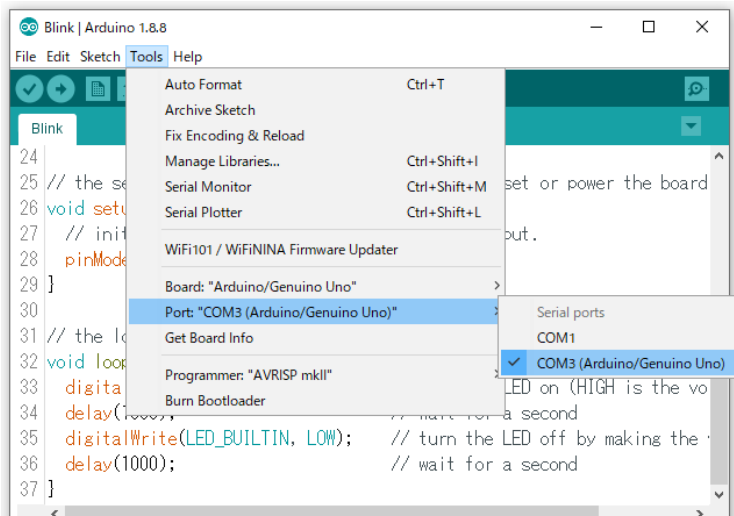 Blink | Arduino 1.8.8
File Edit Sketch Tools Help
Auto Format Ctrl+T
Archive Sketch
Fix Encoding & Reload
Manage Libraries... Ctrl+Shift+I
Serial Monitor Ctrl+Shift+M
Serial Plotter Ctrl+Shift+L
WiFi101 / WiFiNINA Firmware Updater
Board: "Arduino/Genuino Uno"
Port: "COM3 (Arduino/Genuino Uno)"
Get Board Info
Programmer: "AVRISP mkII"
Burn Bootloader
Serial ports
COM1
COM3 (Arduino/Genuino Uno)
Blink
24
25 // the se set or power the board
26 void setu
27 // init put.
28 pinMode
29 }
30
31 // the lo
32 void loop
33 digita LED on (HIGH is the vo
34 delay(1000); // wait for a second
35 digitalWrite(LED_BUILTIN, LOW); // turn the LED off by making the
36 delay(1000); // wait for a second
37 }